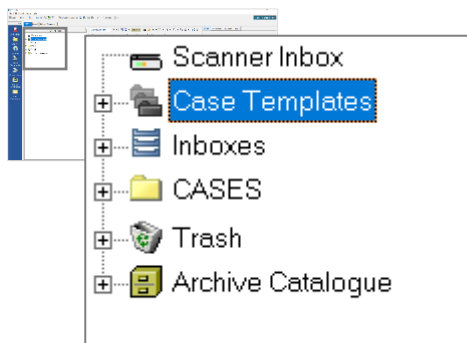 Scanner Inbox
Case Templates
Inboxes
CASES
Trash
Archive Catalogue